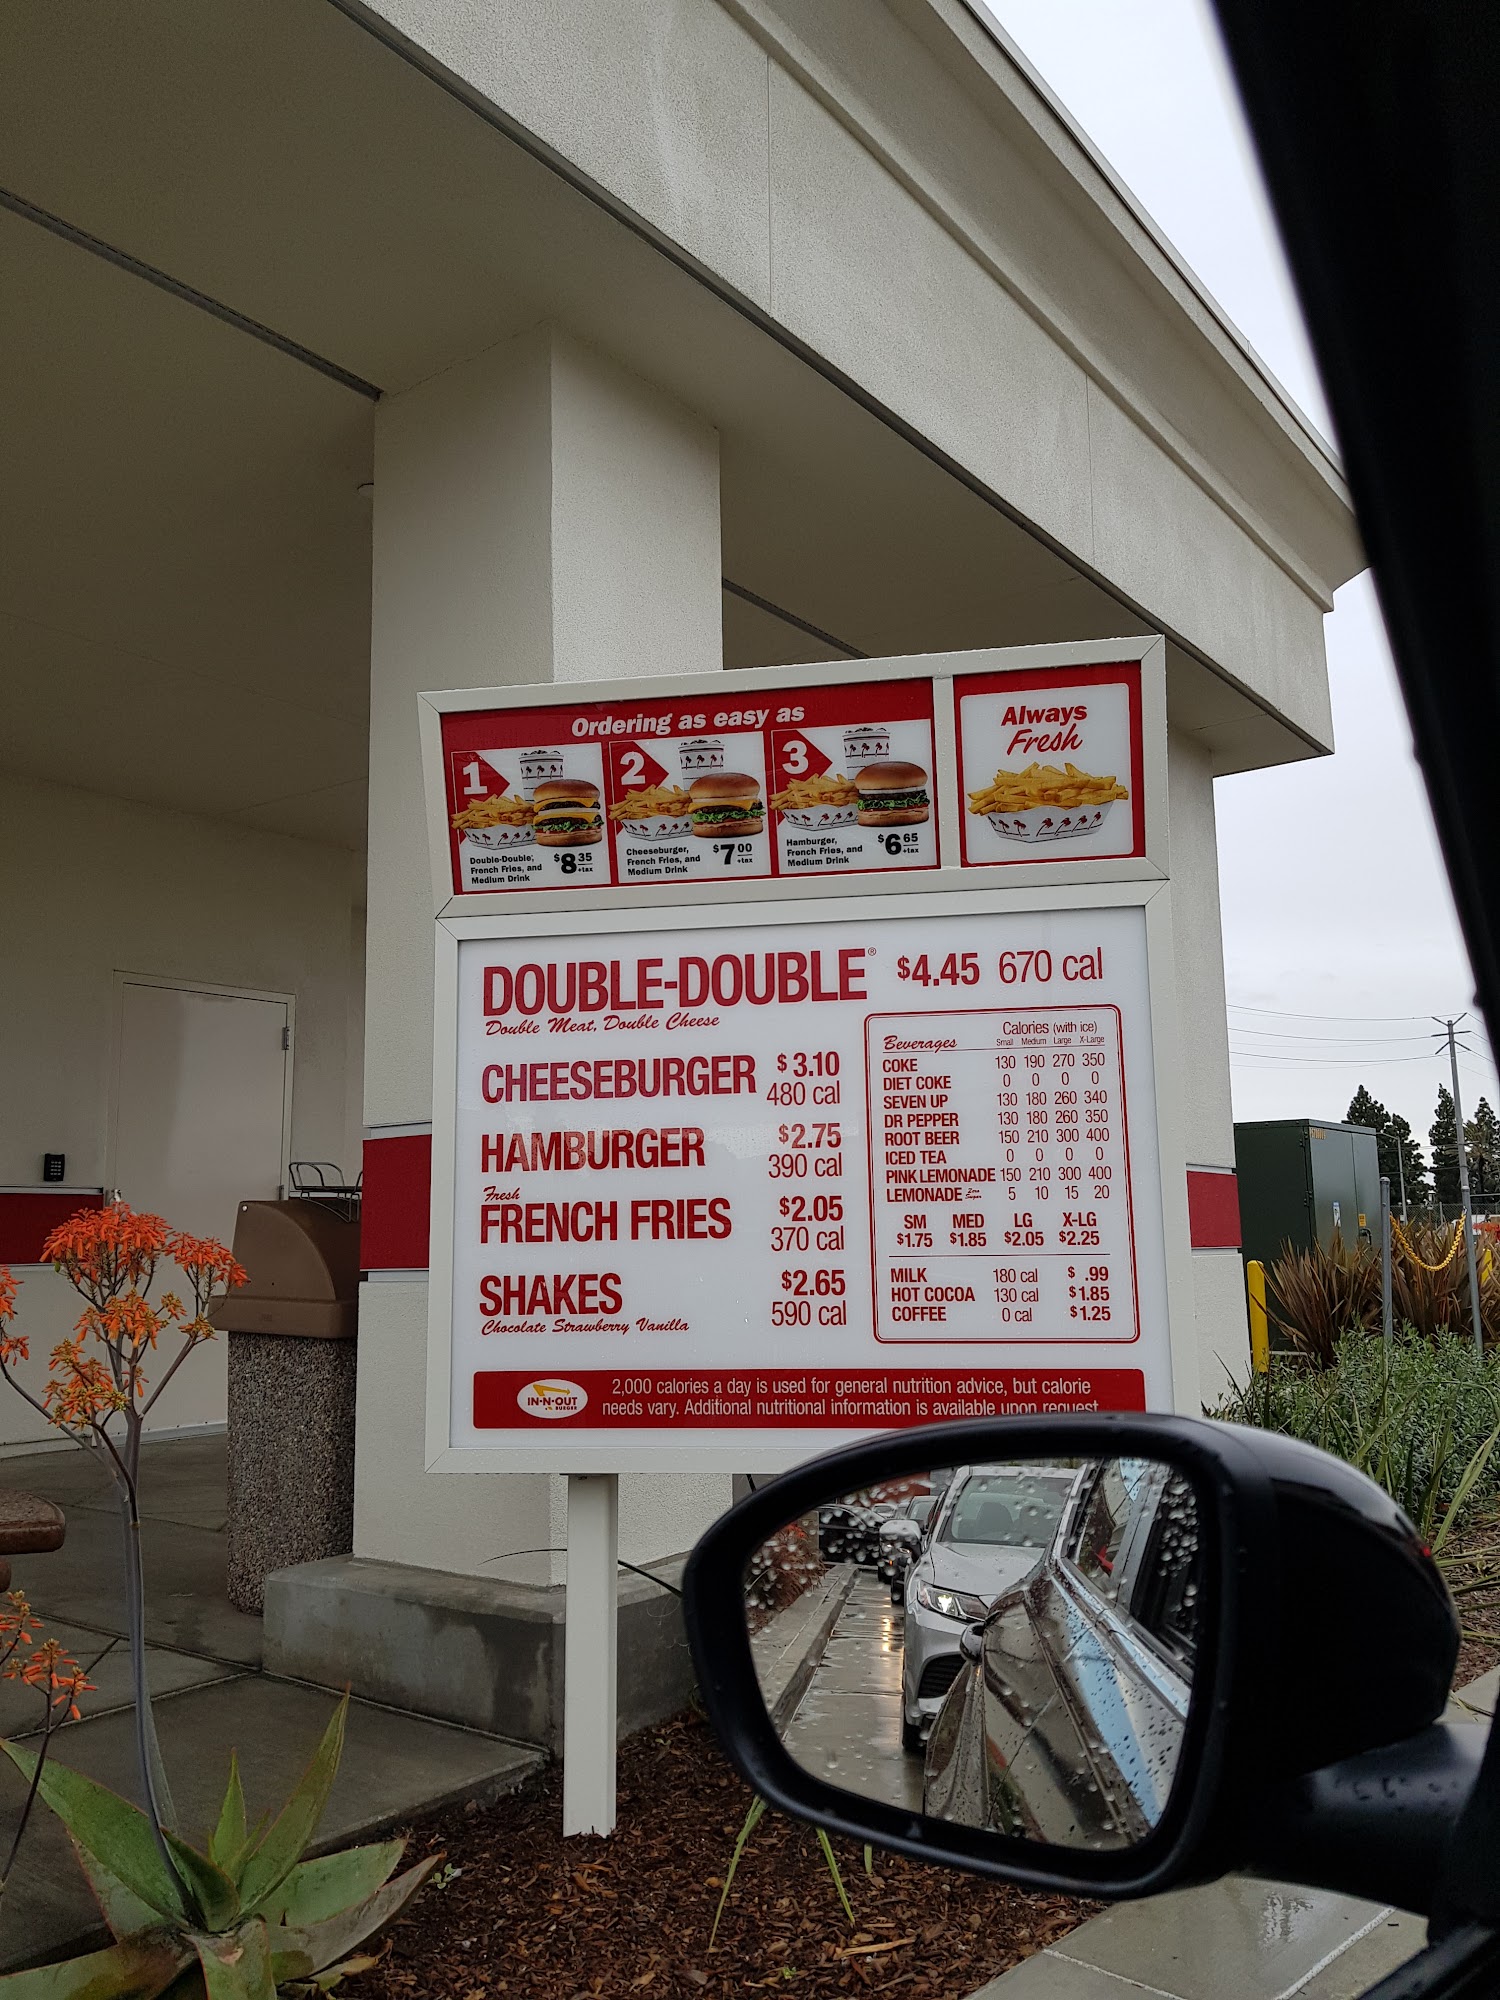 Ordering as easy as
1
Double-Double,
French Fries, and
Medium Drink
$8 35
+tax
2
Cheeseburger,
French Fries, and
Medium Drink
$7 00
+tax
3
Hamburger,
French Fries, and
Medium Drink
$6 65
+tax
Always
Fresh
DOUBLE-DOUBLE® $4.45 670 cal
Double Meat, Double Cheese
CHEESEBURGER $3.10
480 cal
HAMBURGER $2.75
390 cal
Fresh
FRENCH FRIES $2.05
370 cal
SHAKES $2.65
Chocolate Strawberry Vanilla 590 cal
Beverages Calories (with ice)
Small Medium Large X-Large
COKE 130 190 270 350
DIET COKE 0 0 0 0
SEVEN UP 130 180 260 340
DR PEPPER 130 180 260 350
ROOT BEER 150 210 300 400
ICED TEA 0 0 0 0
PINK LEMONADE 150 210 300 400
LEMONADE Zero Sugar 5 10 15 20
SM MED LG X-LG
$1.75 $1.85 $2.05 $2.25
MILK 180 cal $ .99
HOT COCOA 130 cal $1.85
COFFEE 0 cal $1.25
IN-N-OUT
BURGER
2,000 calories a day is used for general nutrition advice, but calorie
needs vary. Additional nutritional information is available upon request